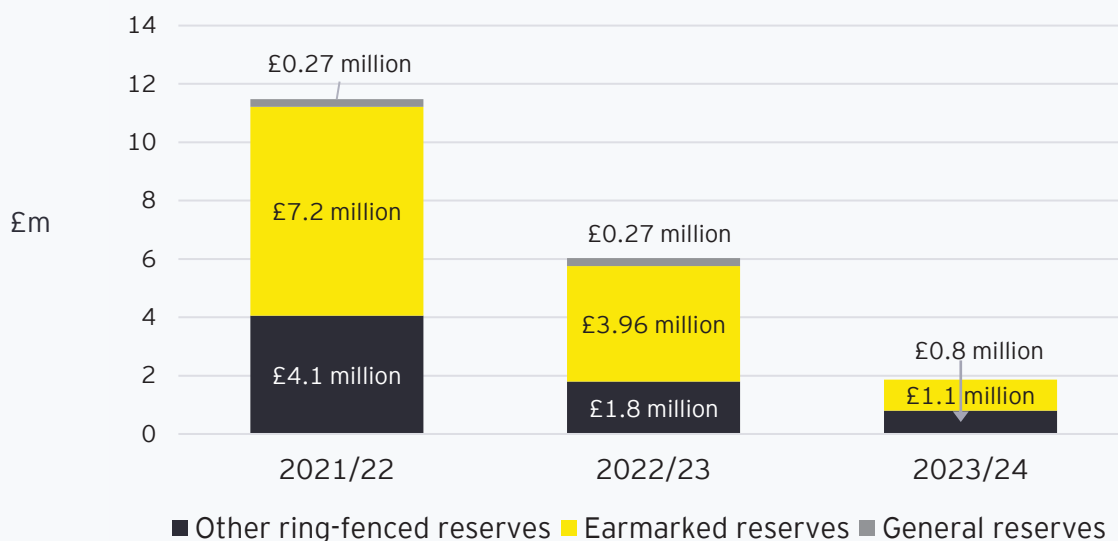 14
£0.27 million
12
10
8
£m
£7.2 million
£0.27 million
6
£3.96 million
4
£4.1 million
£0.8 million
2
£1.8 million
£1.1 million
0
2021/22 2022/23 2023/24
Other ring-fenced reserves Earmarked reserves General reserves